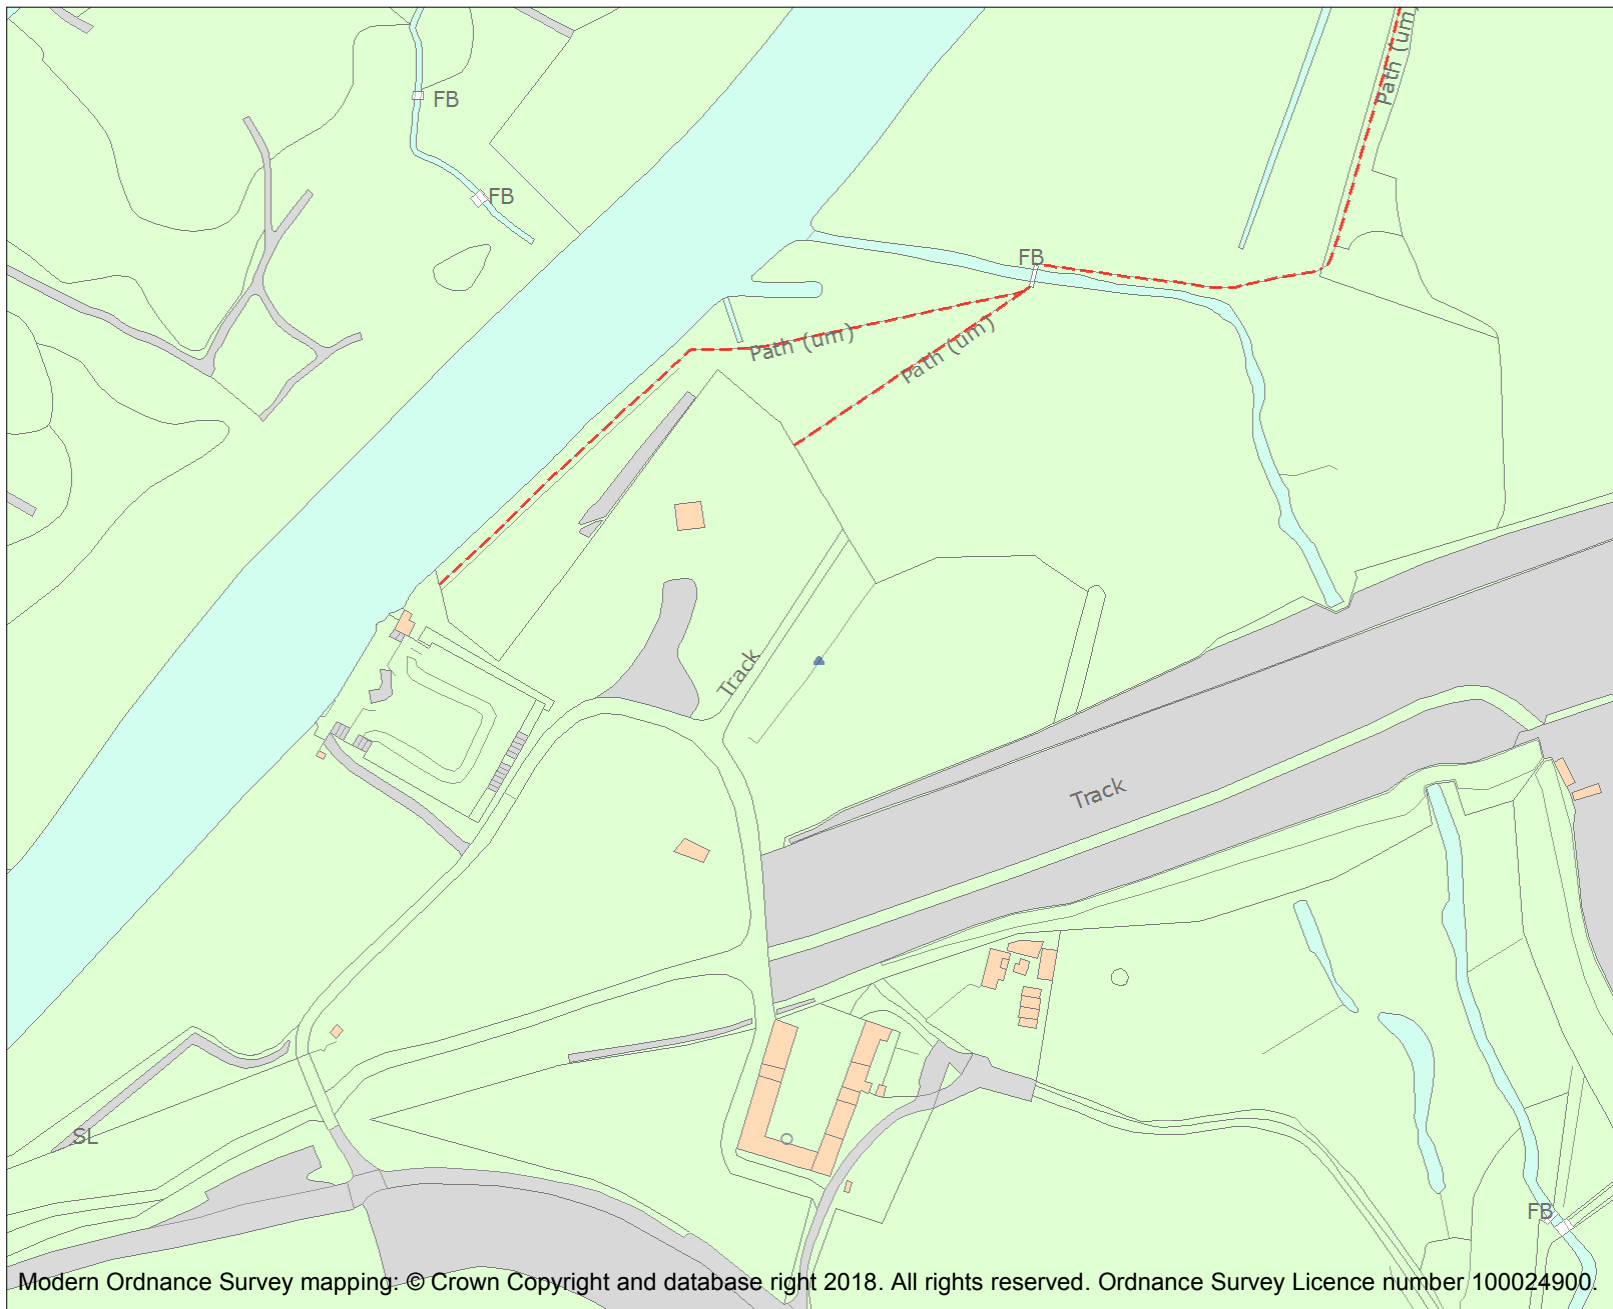 Path (um)
FB
FB
FB
Path (um)
Path (um)
Track
Track
SL
FB
Modern Ordnance Survey mapping: © Crown Copyright and database right 2018. All rights reserved. Ordnance Survey Licence number 100024900.